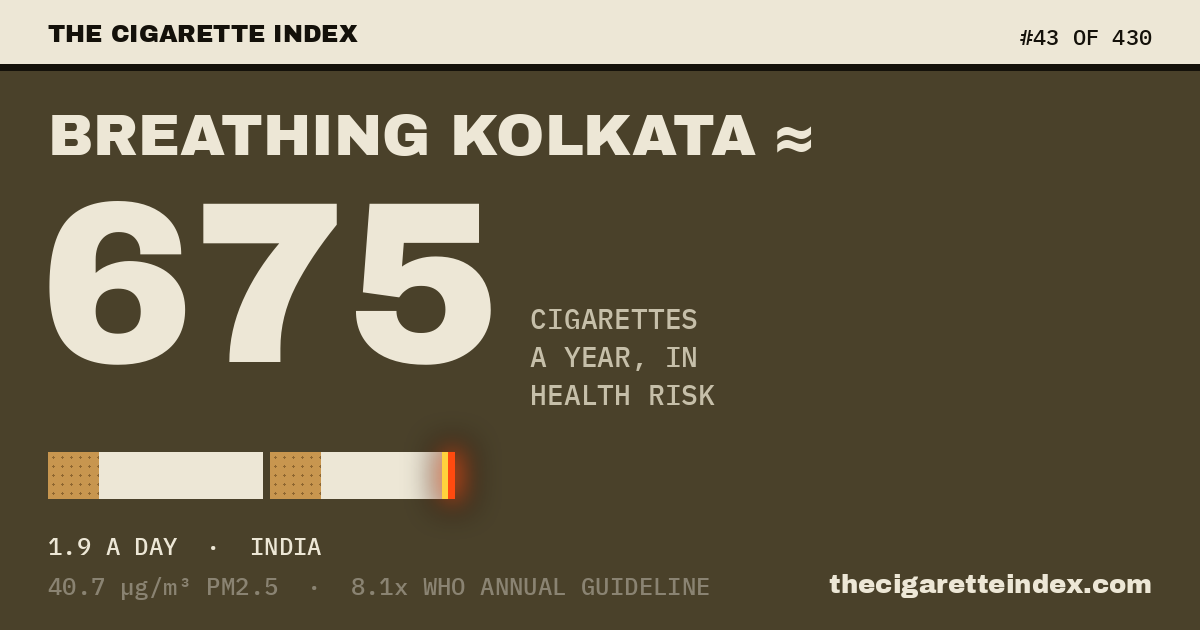 THE CIGARETTE INDEX
#43 OF 430
BREATHING KOLKATA ≈
675
CIGARETTES
A YEAR, IN
HEALTH RISK
1.9 A DAY · INDIA
40.7 µg/m³ PM2.5 · 8.1x WHO ANNUAL GUIDELINE
thecigaretteindex.com